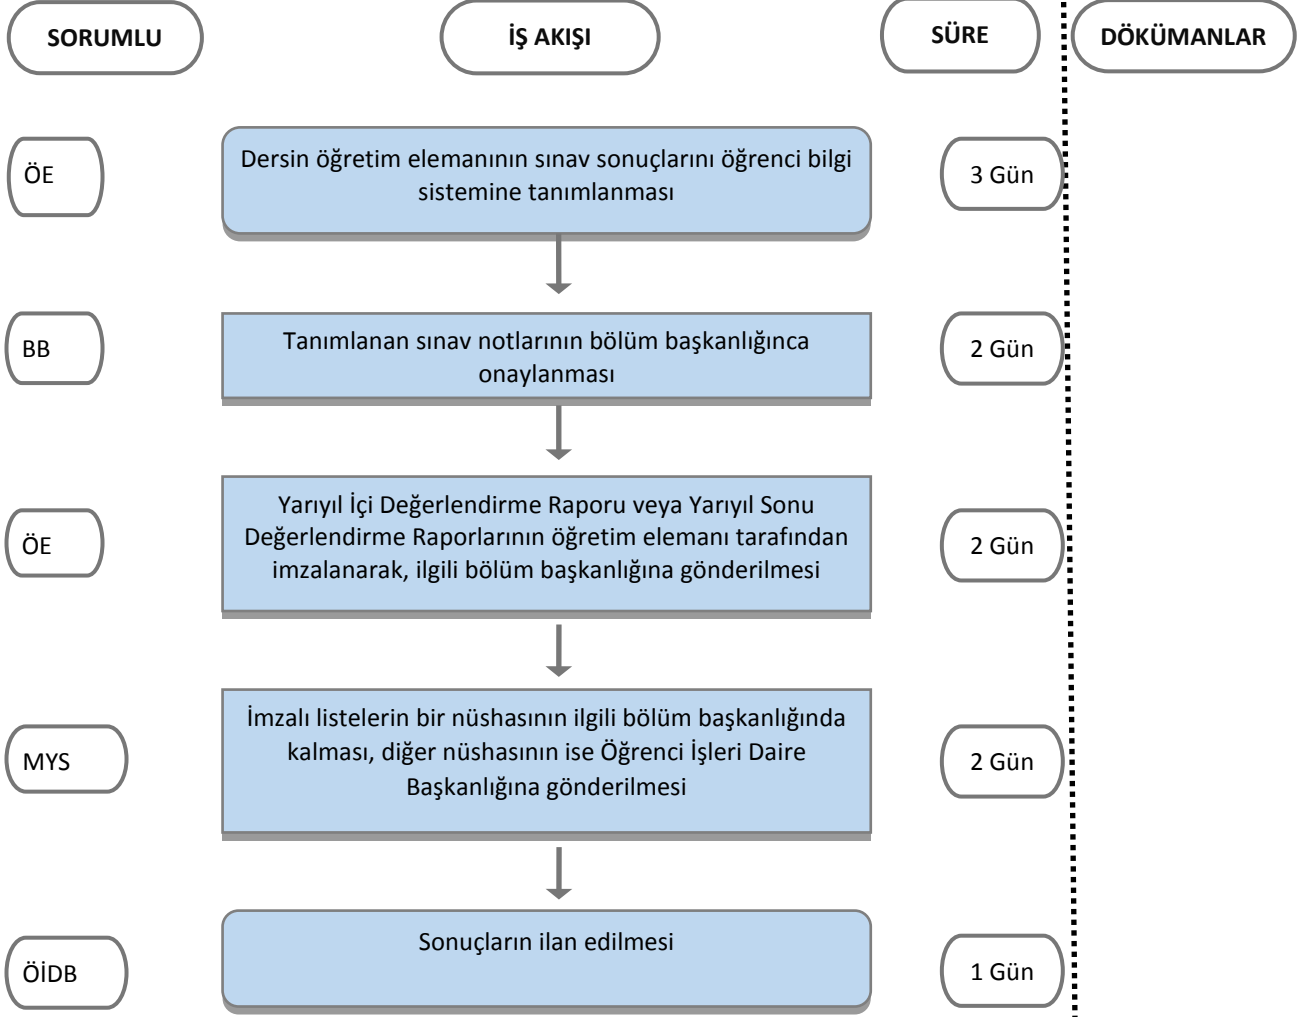 SORUMLU
İŞ AKIŞI
SÜRE
DÖKÜMANLAR
ÖE
Dersin öğretim elemanının sınav sonuçlarını öğrenci bilgi
sistemine tanımlanması
3 Gün
BB
Tanımlanan sınav notlarının bölüm başkanlığınca
onaylanması
2 Gün
ÖE
Yarıyıl İçi Değerlendirme Raporu veya Yarıyıl Sonu
Değerlendirme Raporlarının öğretim elemanı tarafından
imzalanarak, ilgili bölüm başkanlığına gönderilmesi
2 Gün
MYS
İmzalı listelerin bir nüshasının ilgili bölüm başkanlığında
kalması, diğer nüshasının ise Öğrenci İşleri Daire
Başkanlığına gönderilmesi
2 Gün
ÖİDB
Sonuçların ilan edilmesi
1 Gün